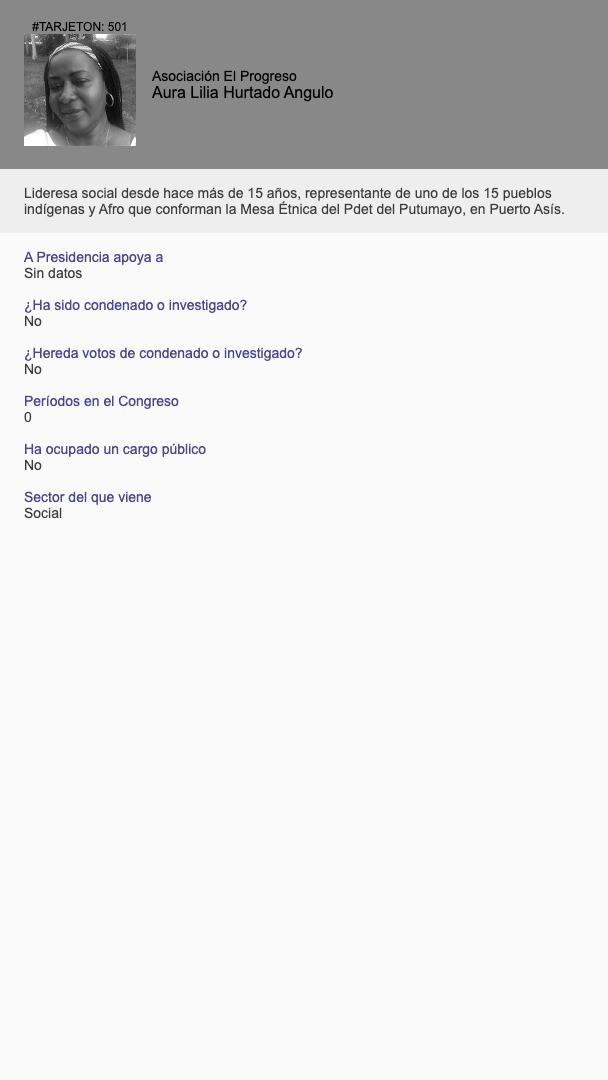 #TARJETON: 501
Asociación El Progreso
Aura Lilia Hurtado Angulo
Lideresa social desde hace más de 15 años, representante de uno de los 15 pueblos
indígenas y Afro que conforman la Mesa Étnica del Pdet del Putumayo, en Puerto Asís.
A Presidencia apoya a
Sin datos
¿Ha sido condenado o investigado?
No
¿Hereda votos de condenado o investigado?
No
Períodos en el Congreso
0
Ha ocupado un cargo público
No
Sector del que viene
Social